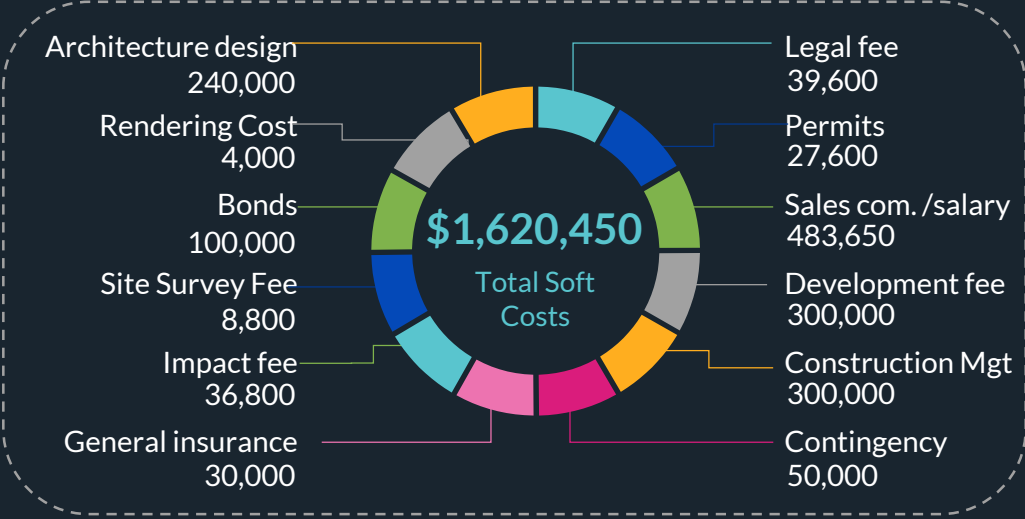 Architecture design
240,000
Rendering Cost
4,000
Bonds
100,000
Site Survey Fee
8,800
Impact fee
36,800
General insurance
30,000
$1,620,450
Total Soft
Costs
Legal fee
39,600
Permits
27,600
Sales com. /salary
483,650
Development fee
300,000
Construction Mgt
300,000
Contingency
50,000